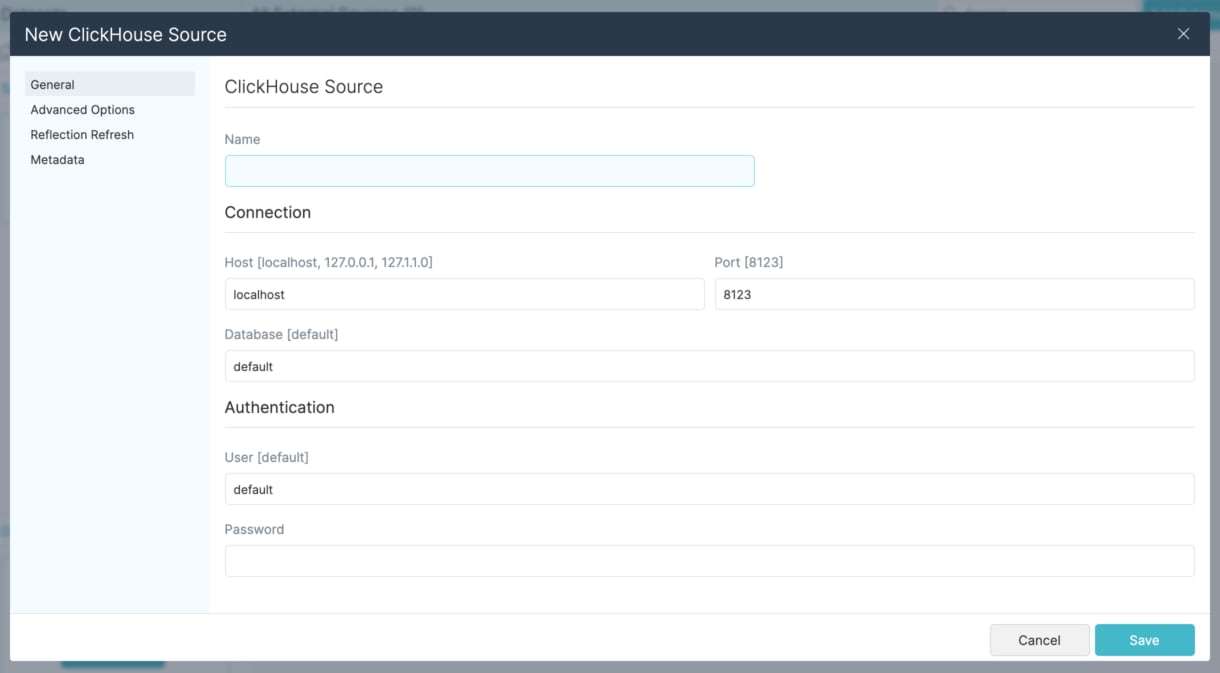 New ClickHouse Source
General
Advanced Options
Reflection Refresh
Metadata
ClickHouse Source
Name
Connection
Host [localhost, 127.0.0.1, 127.1.1.0]
Port [8123]
localhost
8123
Database [default]
default
Authentication
User [default]
default
Password
Cancel
Save